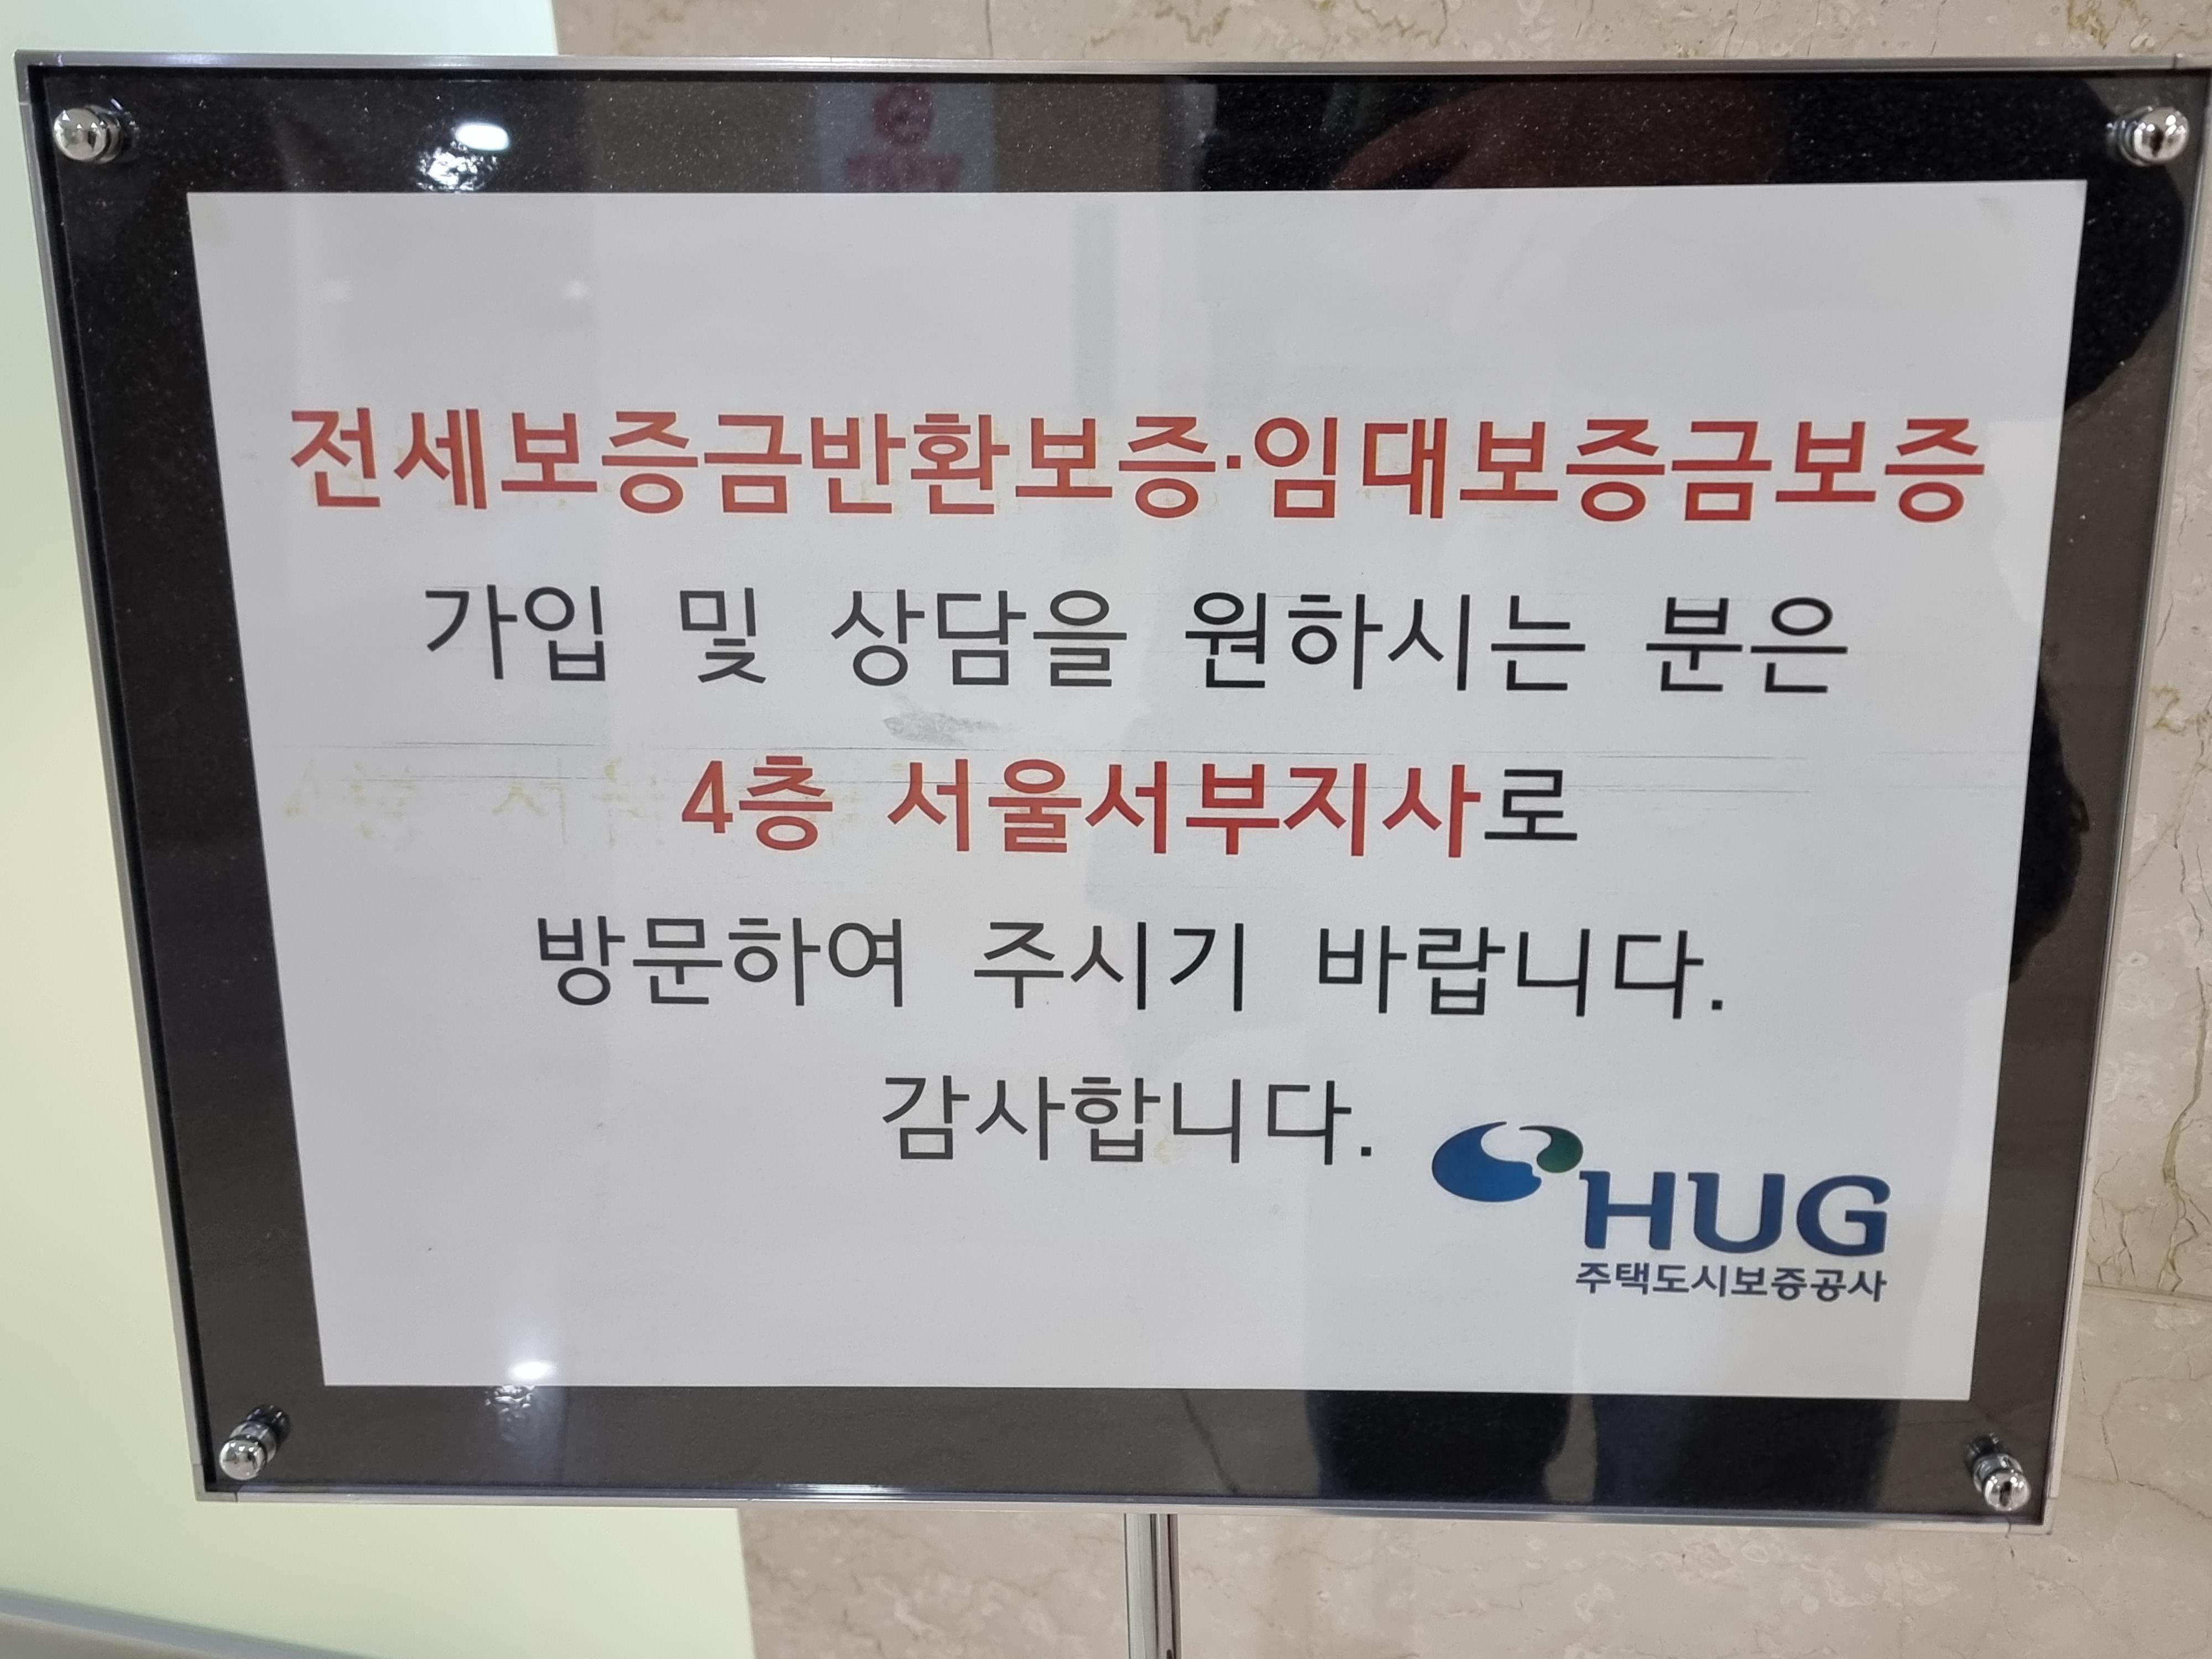 전세보증금반환보증·임대보증금보증
가입 및 상담을 원하시는 분은
4층 서울서부지사로
방문하여 주시기 바랍니다.
감사합니다.
HUG
주택도시보증공사